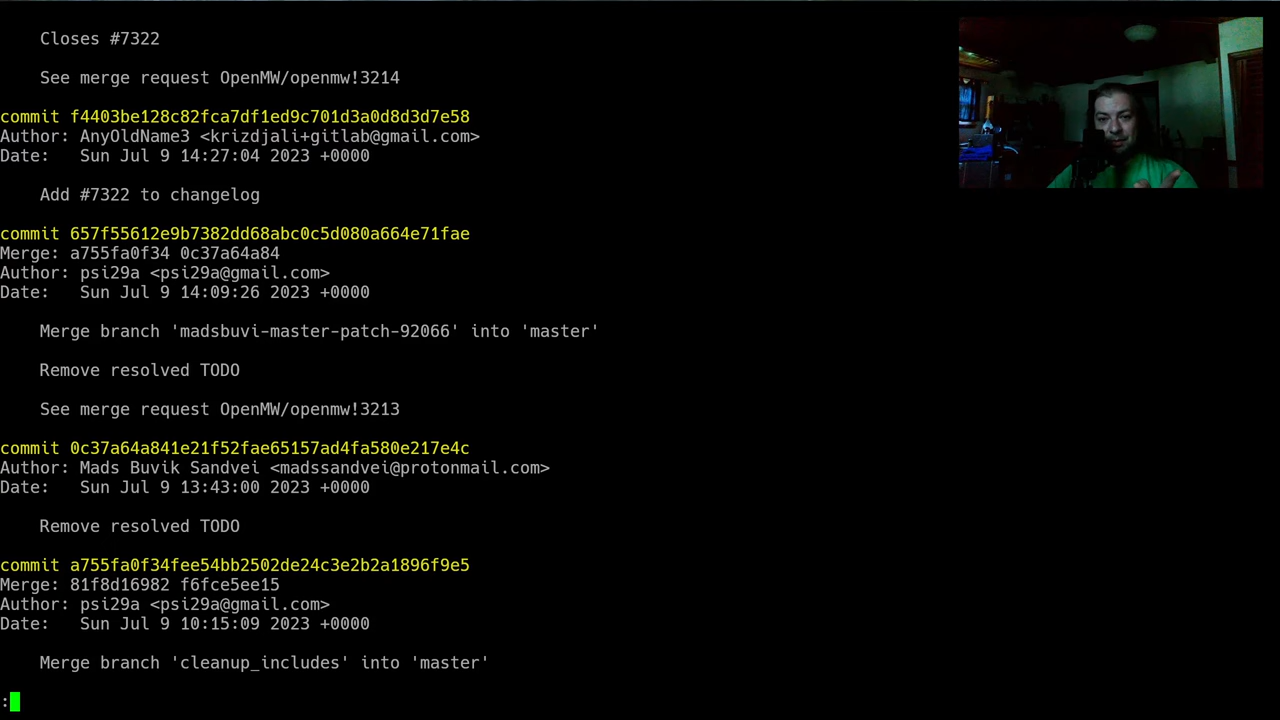 Closes #7322
See merge request OpenMW/openmw!3214
commit f4403be128c82fca7df1ed9c701d3a0d8d3d7e58
Author: AnyOldName3 <krizdjali+gitlab@gmail.com>
Date:   Sun Jul 9 14:27:04 2023 +0000
Add #7322 to changelog
commit 657f55612e9b7382dd68abc0c5d080a664e71fae
Merge: a755fa0f34 0c37a64a84
Author: psi29a <psi29a@gmail.com>
Date:   Sun Jul 9 14:09:26 2023 +0000
Merge branch 'madsbuvi-master-patch-92066' into 'master'
Remove resolved TODO
See merge request OpenMW/openmw!3213
commit 0c37a64a841e21f52fae65157ad4fa580e217e4c
Author: Mads Buvik Sandvei <madssandvei@protonmail.com>
Date:   Sun Jul 9 13:43:00 2023 +0000
Remove resolved TODO
commit a755fa0f34fee54bb2502de24c3e2b2a1896f9e5
Merge: 81f8d16982 f6fce5ee15
Author: psi29a <psi29a@gmail.com>
Date:   Sun Jul 9 10:15:09 2023 +0000
Merge branch 'cleanup_includes' into 'master'
: